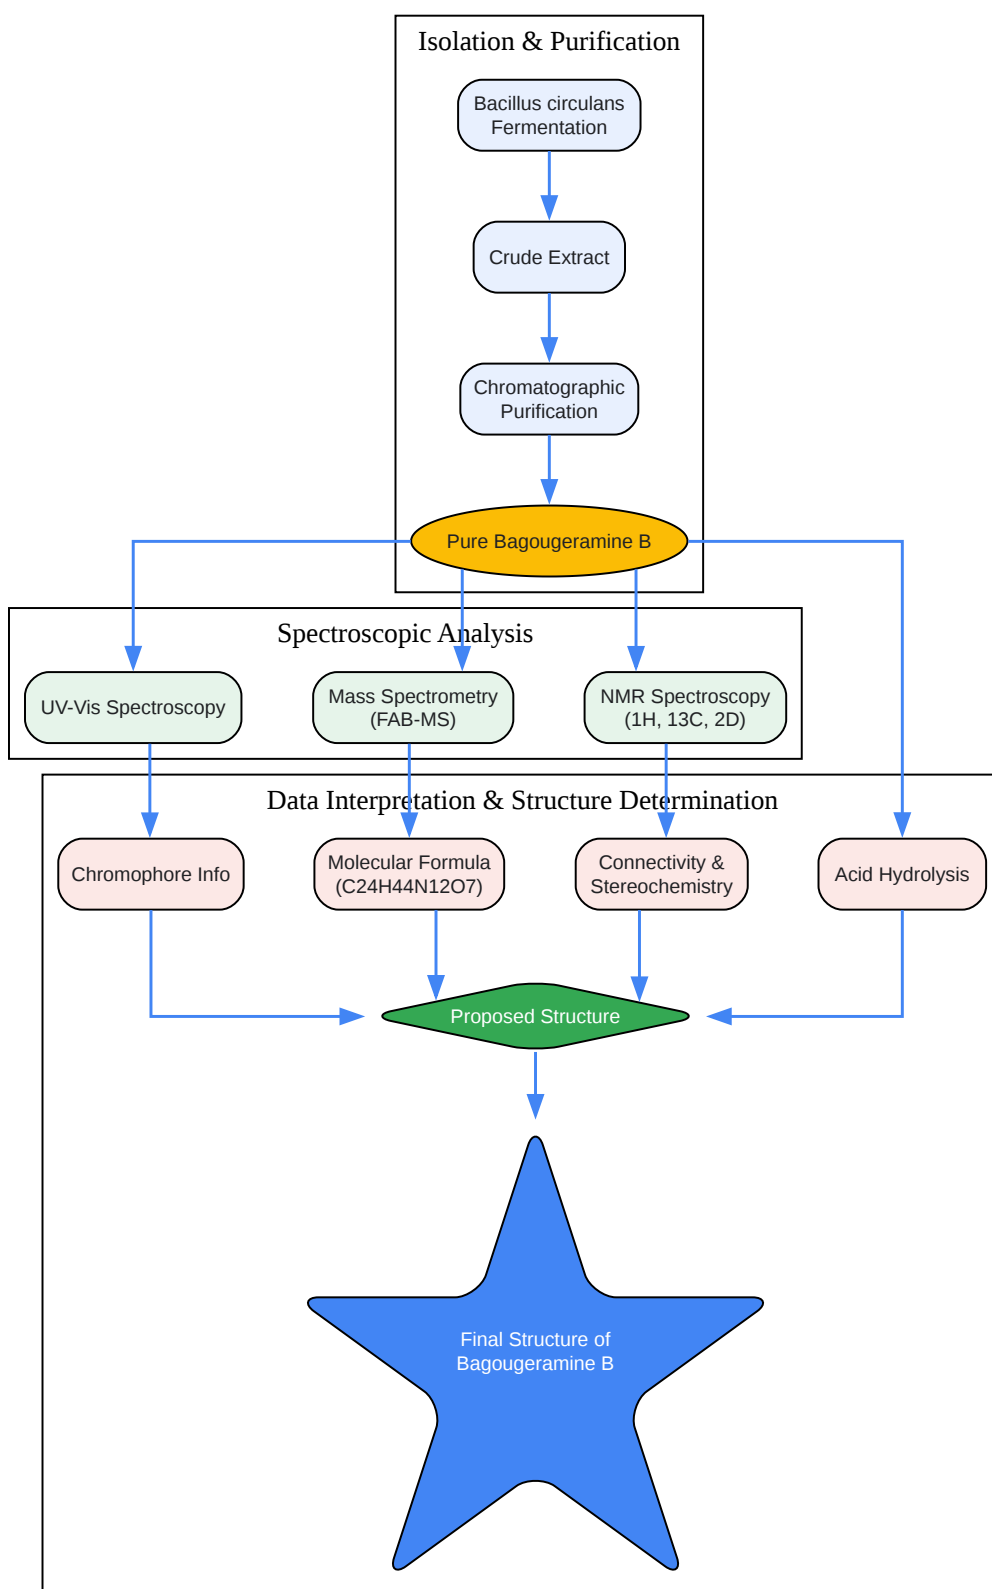 Isolation & Purification
Bacillus circulans
Fermentation
Crude Extract
Chromatographic
Purification
Pure Bagougeramine B
Spectroscopic Analysis
UV-Vis Spectroscopy
Mass Spectrometry
(FAB-MS)
NMR Spectroscopy
(1H, 13C, 2D)
Data Interpretation & Structure Determination
Chromophore Info
Molecular Formula
(C24H44N12O7)
Connectivity &
Stereochemistry
Acid Hydrolysis
Proposed Structure
Final Structure of
Bagougeramine B